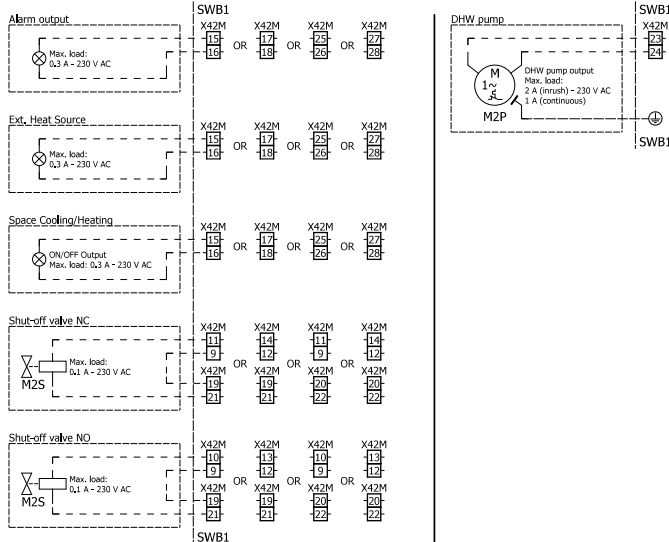 SWB1
Alarm output
X42M X42M X42M X42M
Max. load:
0.3 A - 230 V AC
15 OR 17 OR 25 OR 27
16 18 26 28
Ext. Heat Source
X42M X42M X42M X42M
Max. load:
0.3 A - 230 V AC
15 OR 17 OR 25 OR 27
16 18 26 28
Space Cooling/Heating
X42M X42M X42M X42M
ON/OFF Output
Max. load: 0.3 A - 230 V AC
15 OR 17 OR 25 OR 27
16 18 26 28
Shut-off valve NC
X42M X42M X42M X42M
M2S
Max. load:
0.1 A - 230 V AC
11 14 11 14
9 12 9 12
OR OR OR
X42M X42M X42M X42M
19 19 20 20
21 21 22 22
Shut-off valve NO
X42M X42M X42M X42M
M2S
Max. load:
0.1 A - 230 V AC
10 13 10 13
9 12 9 12
OR OR OR
X42M X42M X42M X42M
19 19 20 20
21 21 22 22
SWB1
SWB1
DHW pump
X42M
23
24
M
1~
M2P
DHW pump output
Max. load:
2 A (inrush) - 230 V AC
1 A (continuous)
SWB1